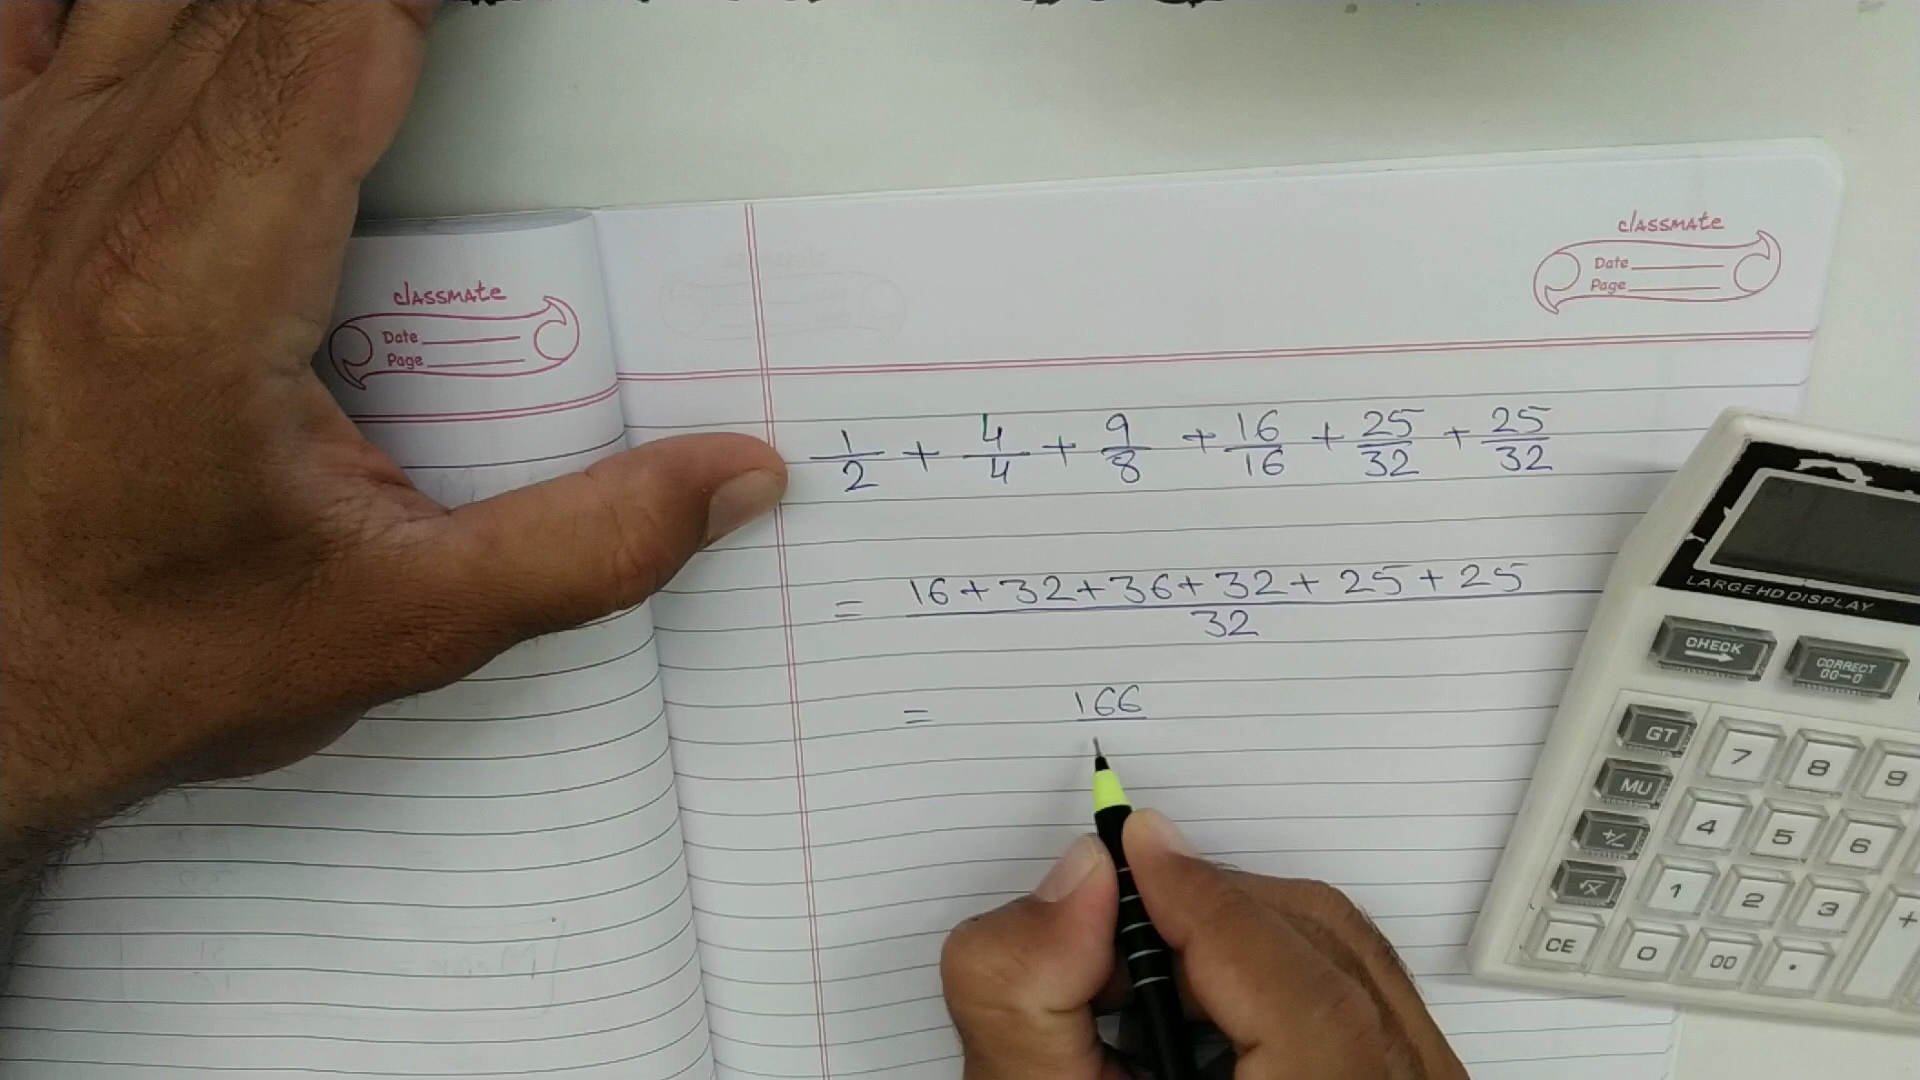 classmate
Date
Page
classmate
Date
Page
1/2 + 4/4 + 9/8 + 16/16 + 25/32 + 25/32
= 16+32+36+32+25+25 / 32
= 166
LARGE HD DISPLAY
CHECK
CORRECT
00→0
GT 7 8 9
MU 4 5 6
+/- 1 2 3 +
√x
CE 0 00 .